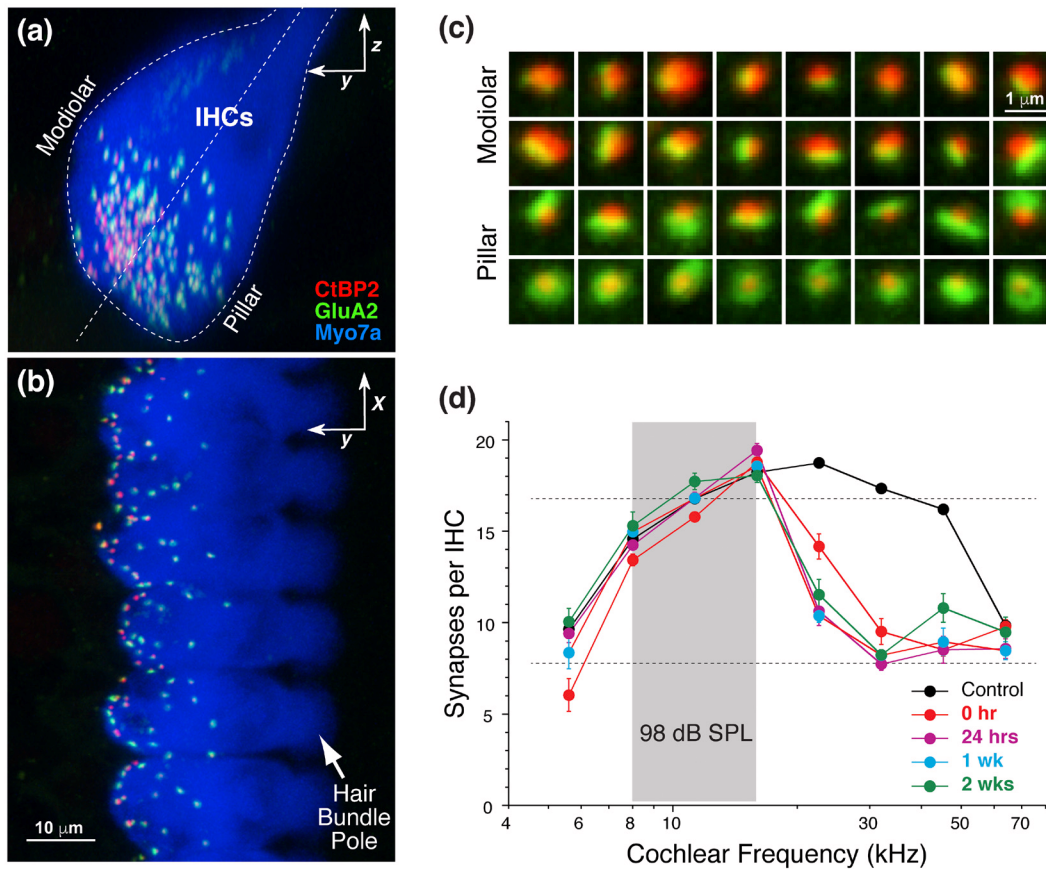 (a)
z
y
Modiolar
IHCs
Pillar
CtBP2
GluA2
Myo7a
(b)
X
y
Hair
Bundle
Pole
10 μm
(c)
Modiolar
Pillar
1 μm
(d)
Synapses per IHC
20
15
10
5
0
98 dB SPL
Control
0 hr
24 hrs
1 wk
2 wks
4 6 8 10 30 50 70
Cochlear Frequency (kHz)